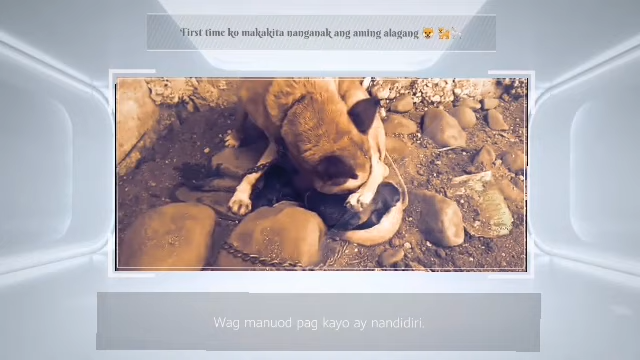 First time ko makakita nanganak ang aming alagang 🐯🐕🐩
Wag manuod pag kayo ay nandidiri.